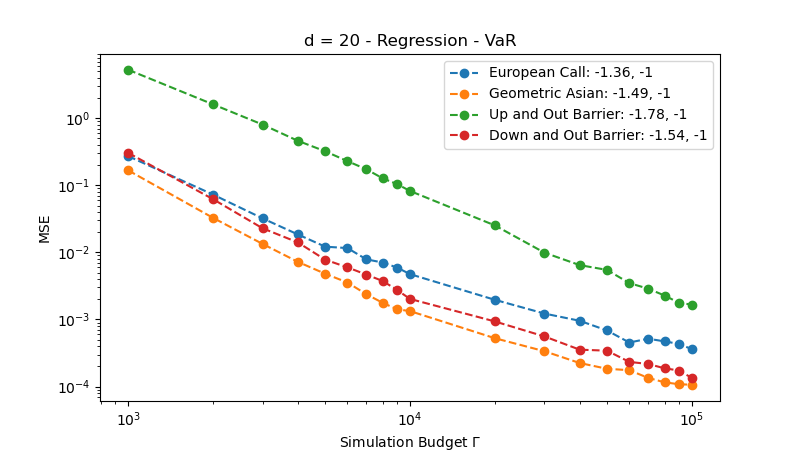 d = 20 - Regression - VaR
European Call: -1.36, -1
Geometric Asian: -1.49, -1
Up and Out Barrier: -1.78, -1
Down and Out Barrier: -1.54, -1
MSE
10⁰
10⁻¹
10⁻²
10⁻³
10⁻⁴
10³
10⁴
10⁵
Simulation Budget Γ